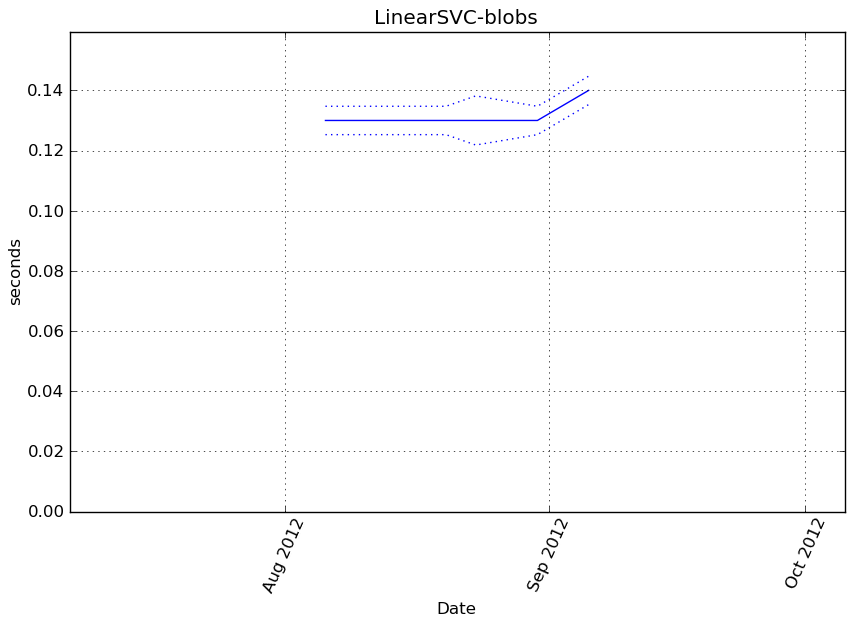 LinearSVC-blobs
0.14
0.12
0.10
0.08
0.06
0.04
0.02
0.00
seconds
Aug 2012
Sep 2012
Oct 2012
Date